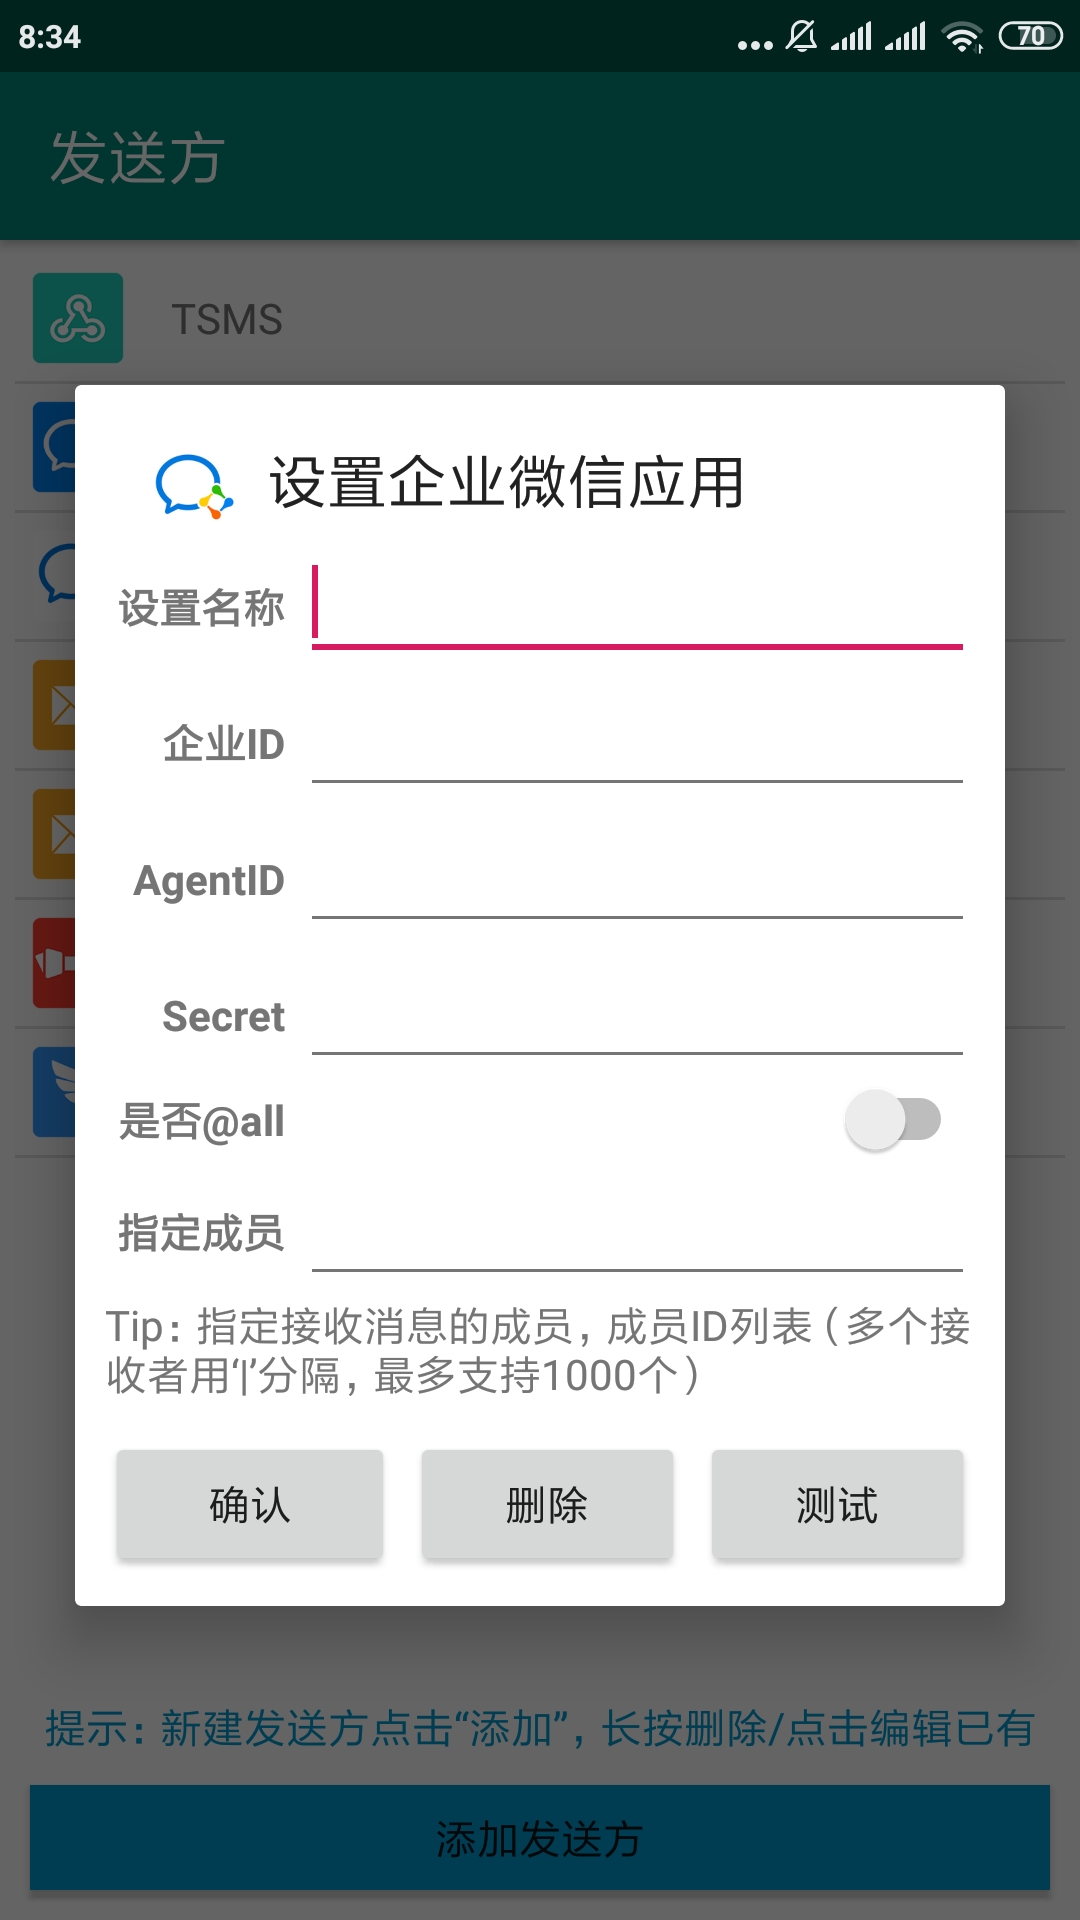 8:34
70
发送方
TSMS
设置企业微信应用
设置名称
企业ID
AgentID
Secret
是否@all
指定成员
Tip：指定接收消息的成员，成员ID列表（多个接
收者用‘|’分隔，最多支持1000个）
确认
删除
测试
提示：新建发送方点击“添加”，长按删除/点击编辑已有
添加发送方